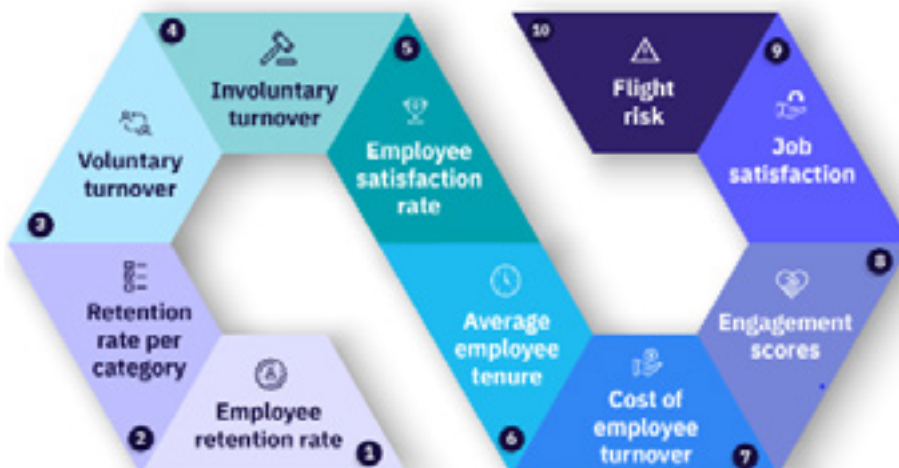 1
Employee
retention rate
2
Retention
rate per
category
3
Voluntary
turnover
4
Involuntary
turnover
5
Employee
satisfaction
rate
6
Average
employee
tenure
7
Cost of
employee
turnover
8
Engagement
scores
9
Job
satisfaction
10
Flight
risk